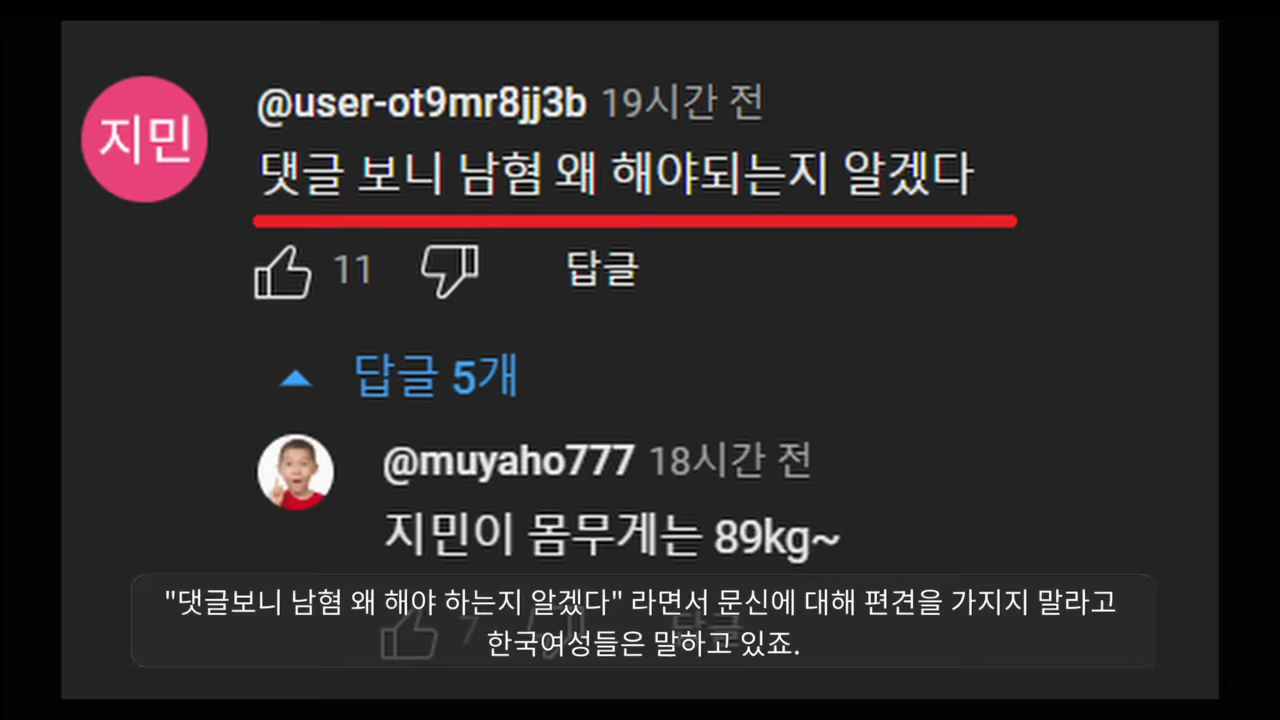 지민
@user-ot9mr8jj3b 19시간 전
댓글 보니 남혐 왜 해야되는지 알겠다
11 답글
답글 5개
@muyaho777 18시간 전
지민이 몸무게는 89kg~
"댓글보니 남혐 왜 해야 하는지 알겠다" 라면서 문신에 대해 편견을 가지지 말라고
7 답글
한국여성들은 말하고 있죠.